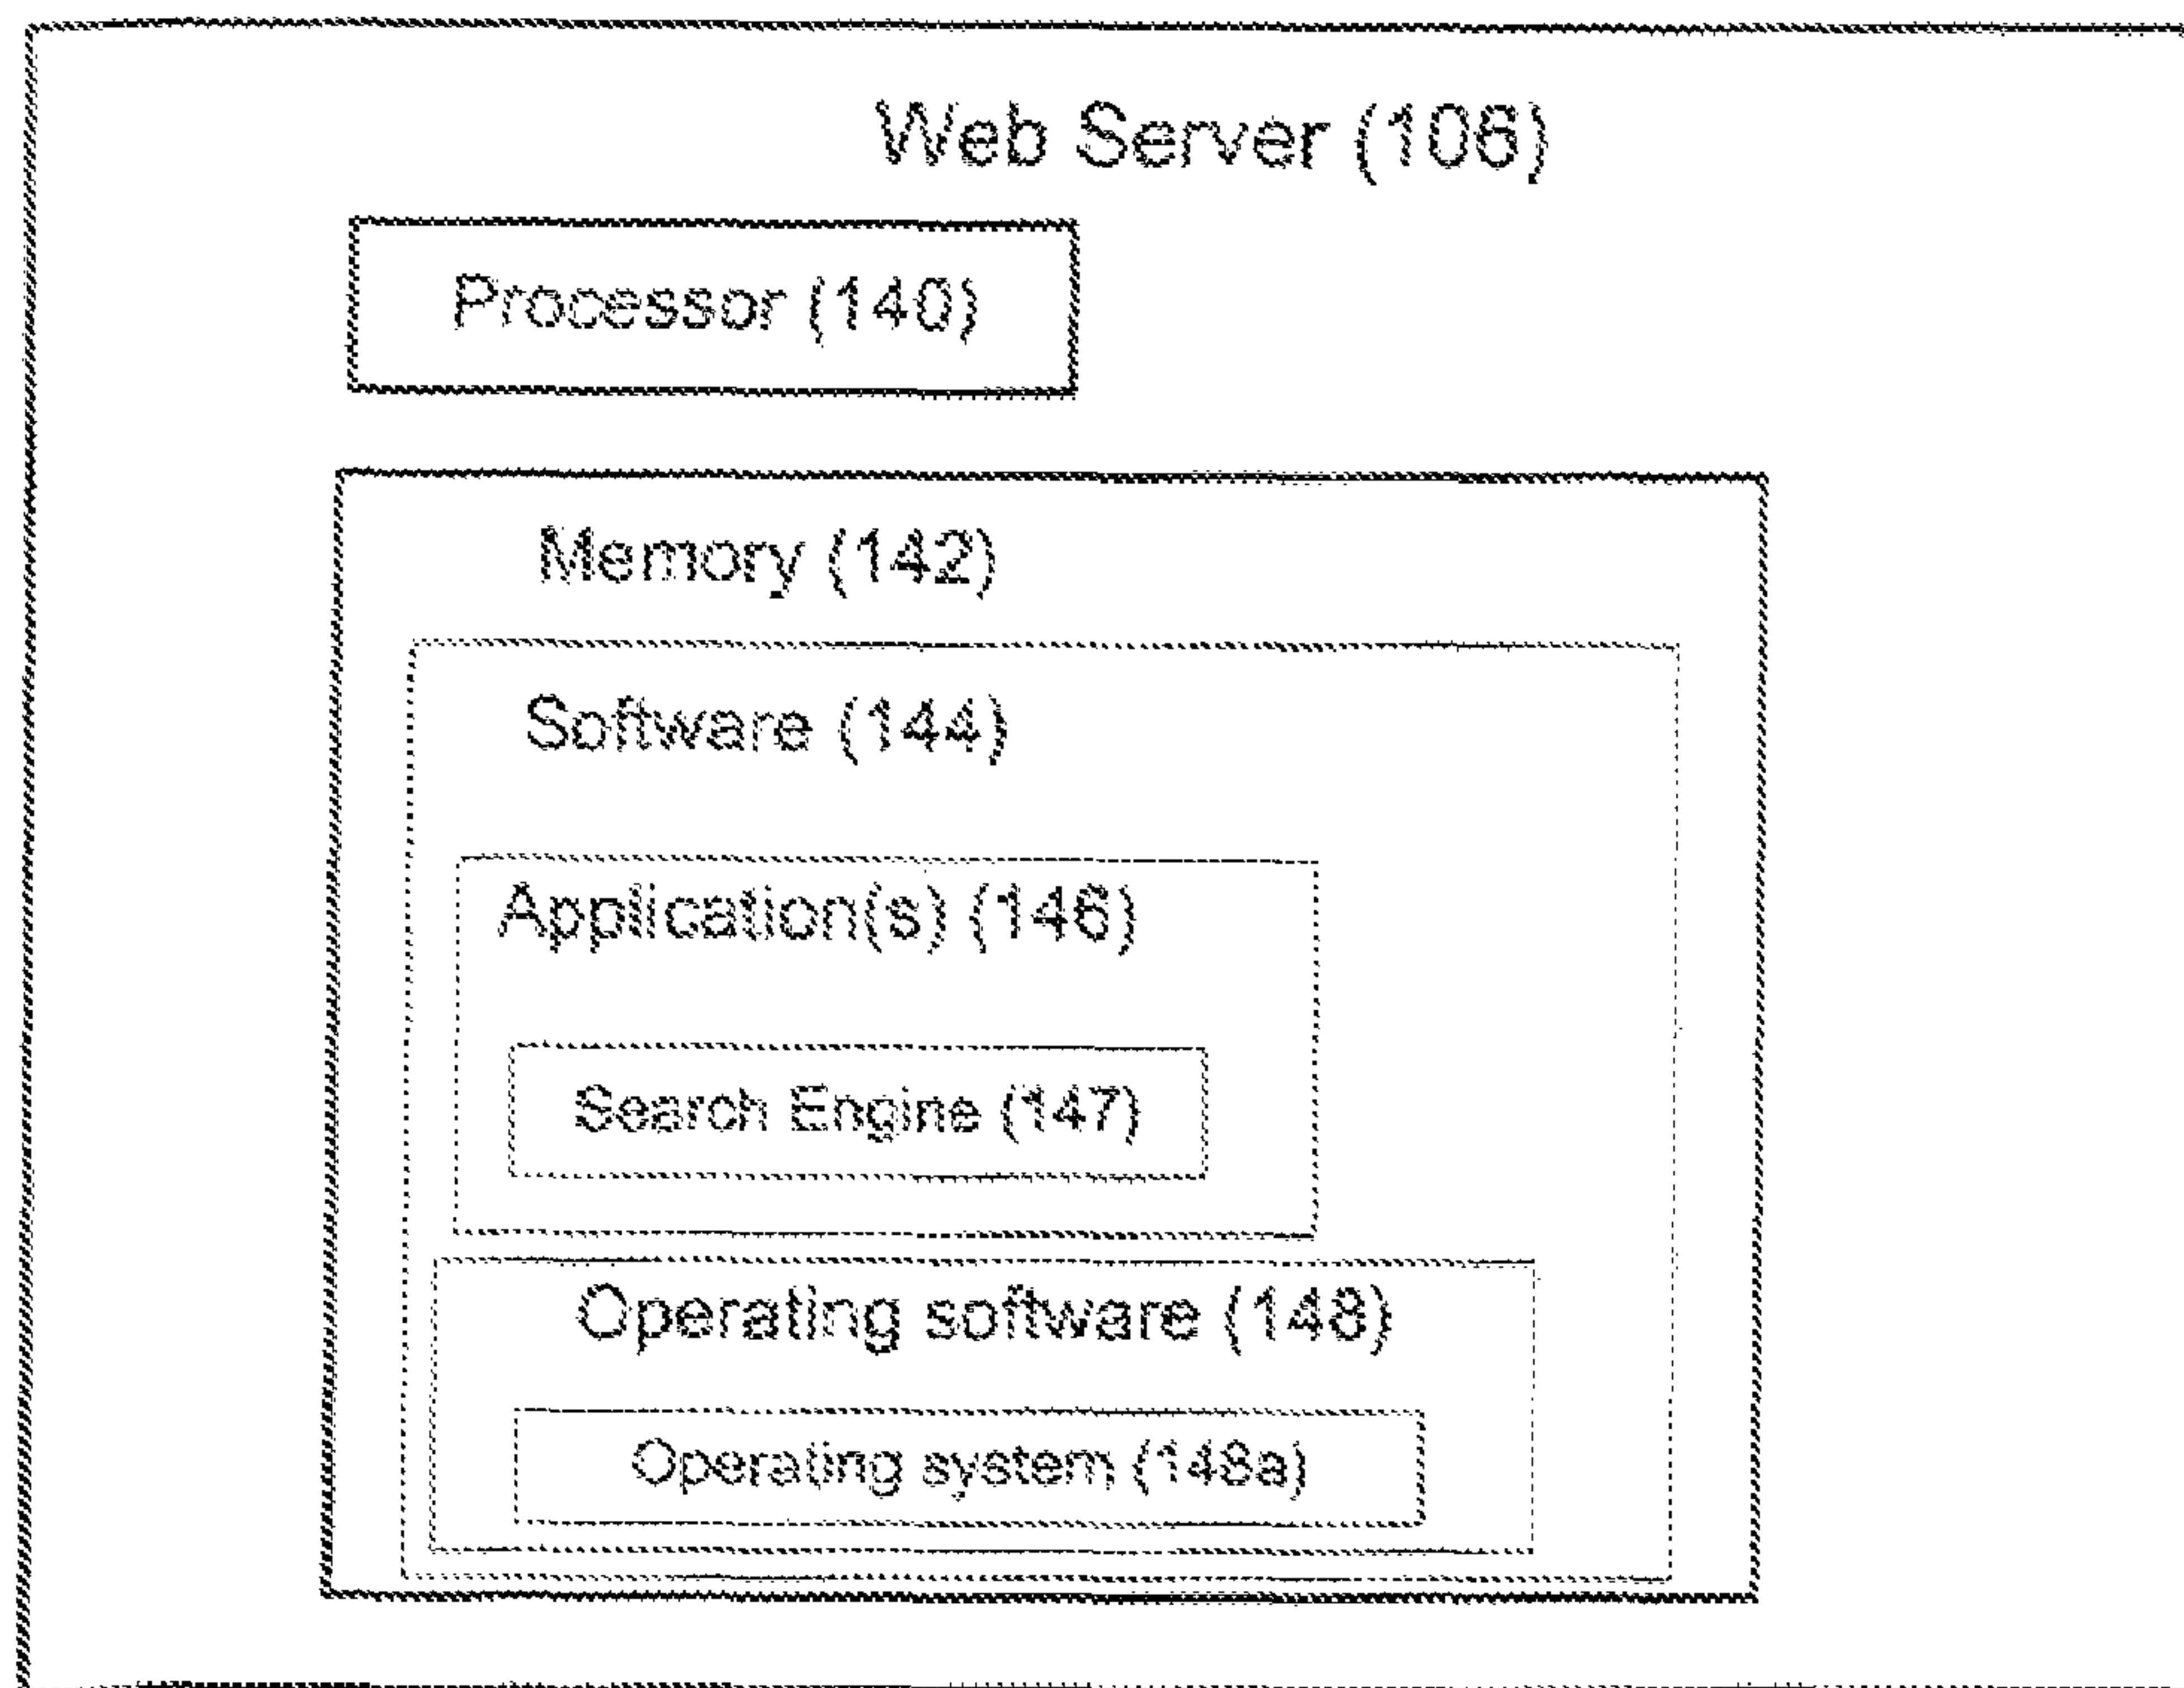 Web Server (106)
Processor (140)
Memory (142)
Software (144)
Application(s) (146)
Search Engine (147)
Operating software (148)
Operating system (148a)